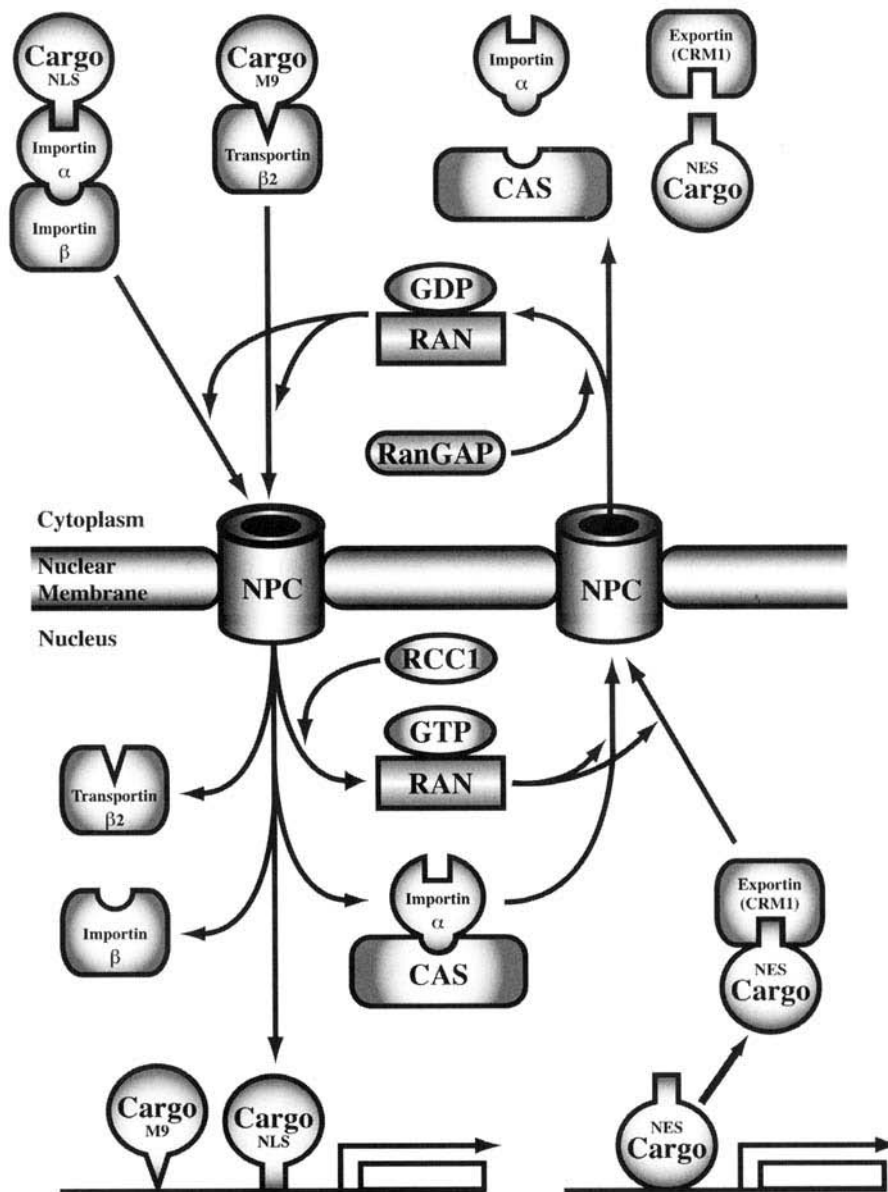 Cargo
NLS
Importin
α
Importin
β
Cargo
M9
Transportin
β2
Importin
α
CAS
Exportin
(CRM1)
NES
Cargo
GDP
RAN
RanGAP
Cytoplasm
Nuclear
Membrane
Nucleus
NPC
NPC
RCC1
GTP
RAN
Transportin
β2
Importin
β
Importin
α
CAS
Exportin
(CRM1)
NES
Cargo
Cargo
M9
Cargo
NLS
NES
Cargo